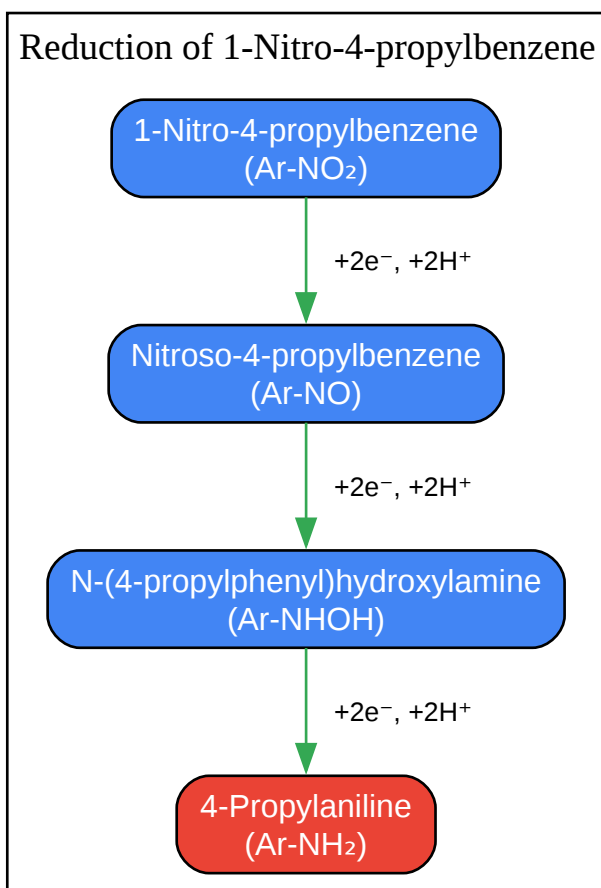 Reduction of 1-Nitro-4-propylbenzene
1-Nitro-4-propylbenzene
(Ar-NO₂)
+2e⁻, +2H⁺
Nitroso-4-propylbenzene
(Ar-NO)
+2e⁻, +2H⁺
N-(4-propylphenyl)hydroxylamine
(Ar-NHOH)
+2e⁻, +2H⁺
4-Propylaniline
(Ar-NH₂)